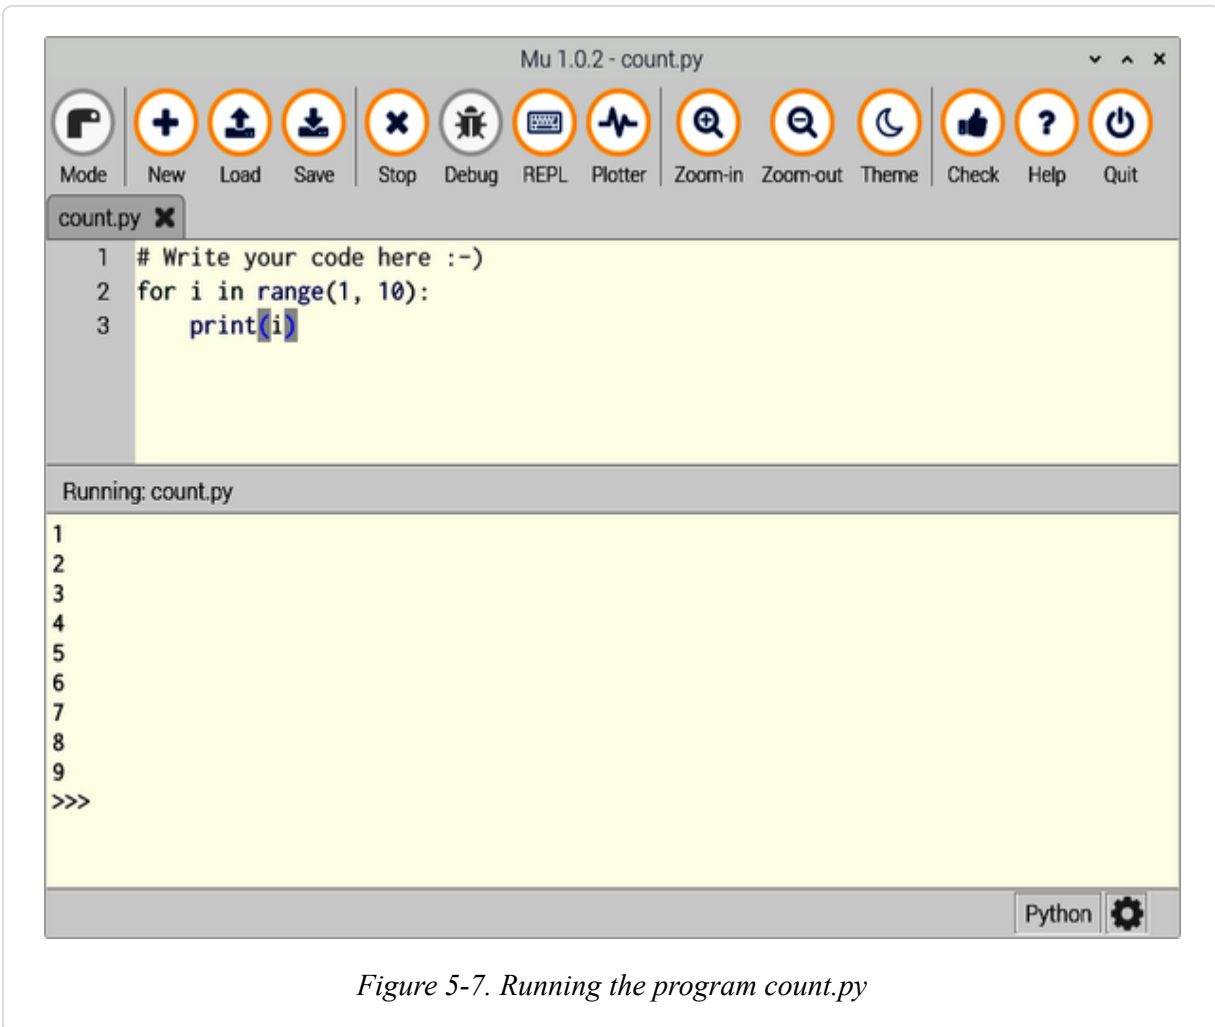 Mu 1.0.2 - count.py
Mode New Load Save Stop Debug REPL Plotter Zoom-in Zoom-out Theme Check Help Quit
count.py
1 # Write your code here :-)
2 for i in range(1, 10):
3     print(i)
Running: count.py
1
2
3
4
5
6
7
8
9
>>>
Python
Figure 5-7. Running the program count.py